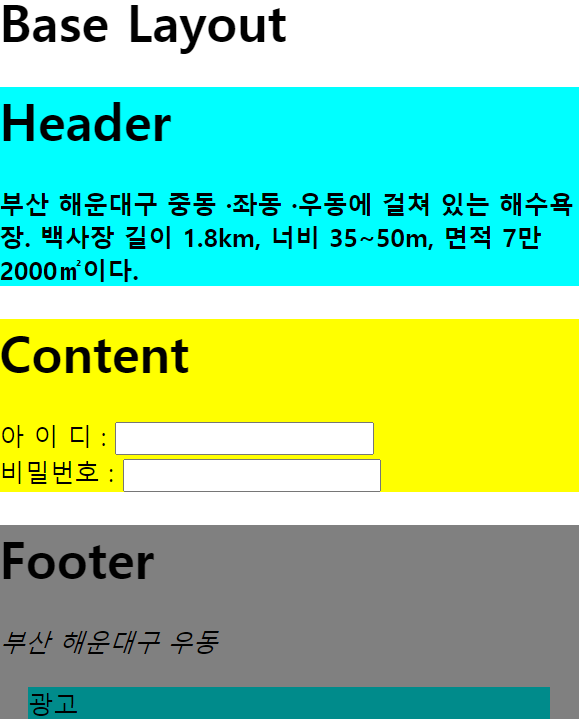 Base Layout
Header
부산 해운대구 중동 ·좌동 ·우동에 걸쳐 있는 해수욕
장. 백사장 길이 1.8km, 너비 35~50m, 면적 7만
2000㎡이다.
Content
아 이 디 :
비밀번호 :
Footer
부산 해운대구 우동
광고